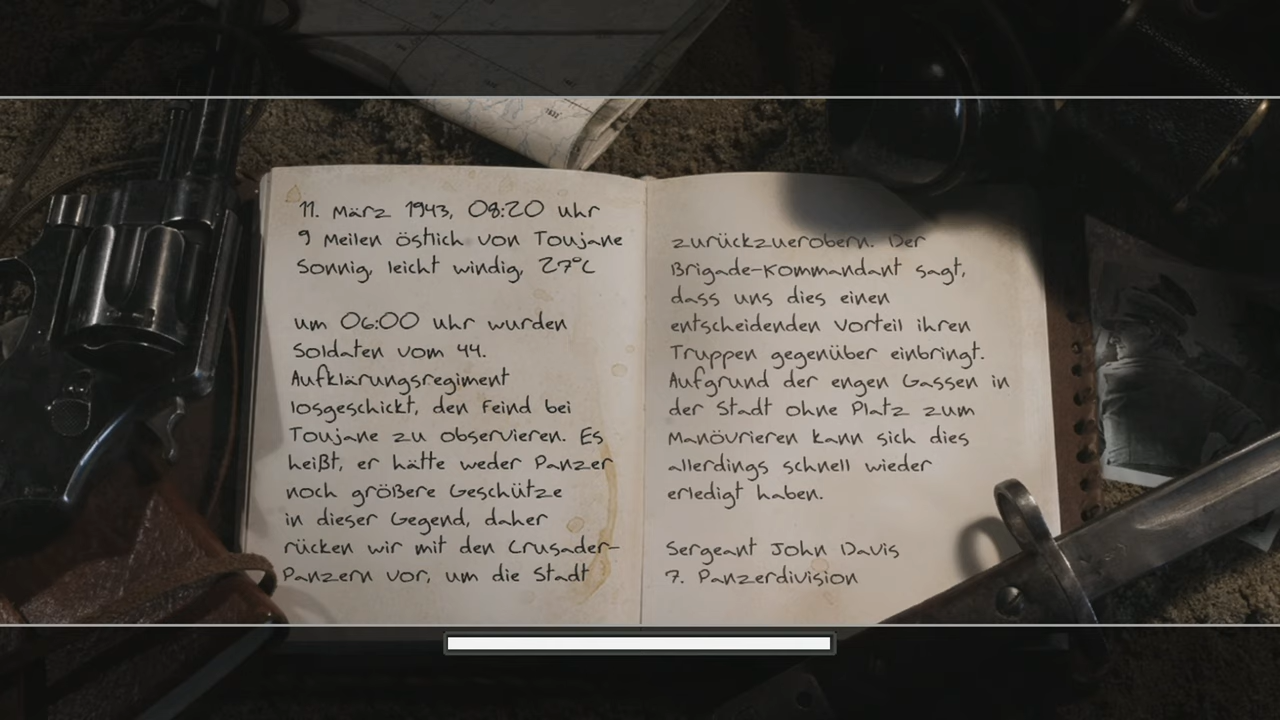 11. März 1943, 08:20 Uhr
9 Meilen östlich von Toujane
Sonnig, leicht windig, 27°C
um 06:00 Uhr wurden
Soldaten vom 44.
Aufklärungsregiment
losgeschickt, den Feind bei
Toujane zu observieren. Es
heißt, er hätte weder Panzer
noch größere Geschütze
in dieser Gegend, daher
rücken wir mit den Crusader-
Panzern vor, um die Stadt
zurückzuerobern. Der
Brigade-Kommandant sagt,
dass uns dies einen
entscheidenden Vorteil ihren
Truppen gegenüber einbringt.
Aufgrund der engen Gassen in
der Stadt ohne Platz zum
Manövrieren kann sich dies
allerdings schnell wieder
erledigt haben.
Sergeant John Davis
7. Panzerdivision